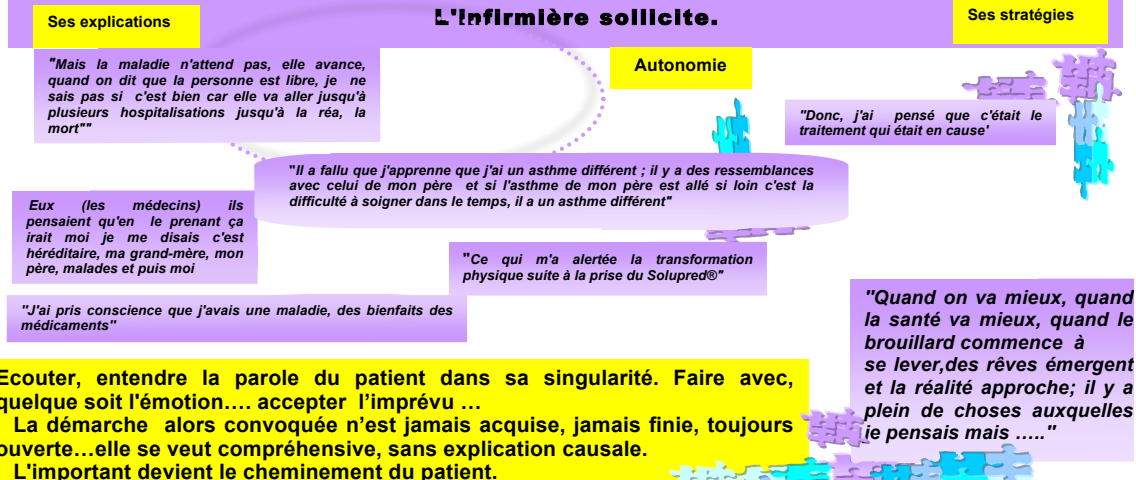 Ses explications
L'Infirmière sollicite.
Ses stratégies
"Mais la maladie n'attend pas, elle avance,
quand on dit que la personne est libre, je ne
sais pas si c'est bien car elle va aller jusqu'à
plusieurs hospitalisations jusqu'à la réa, la
mort""
Autonomie
"Donc, j'ai pensé que c'était le
traitement qui était en cause'
"Il a fallu que j'apprenne que j'ai un asthme différent ; il y a des ressemblances
avec celui de mon père et si l'asthme de mon père est allé si loin c'est la
difficulté à soigner dans le temps, il a un asthme différent"
Eux (les médecins) ils
pensaient qu'en le prenant ça
irait moi je me disais c'est
héréditaire, ma grand-mère, mon
père, malades et puis moi
"Ce qui m'a alertée la transformation
physique suite à la prise du Solupred®"
"J'ai pris conscience que j'avais une maladie, des bienfaits des
médicaments"
"Quand on va mieux, quand
la santé va mieux, quand le
brouillard commence à
se lever,des rêves émergent
et la réalité approche; il y a
plein de choses auxquelles
je pensais mais ….."
Ecouter, entendre la parole du patient dans sa singularité. Faire avec,
quelque soit l'émotion…. accepter l’imprévu …
La démarche alors convoquée n’est jamais acquise, jamais finie, toujours
ouverte…elle se veut compréhensive, sans explication causale.
L'important devient le cheminement du patient.